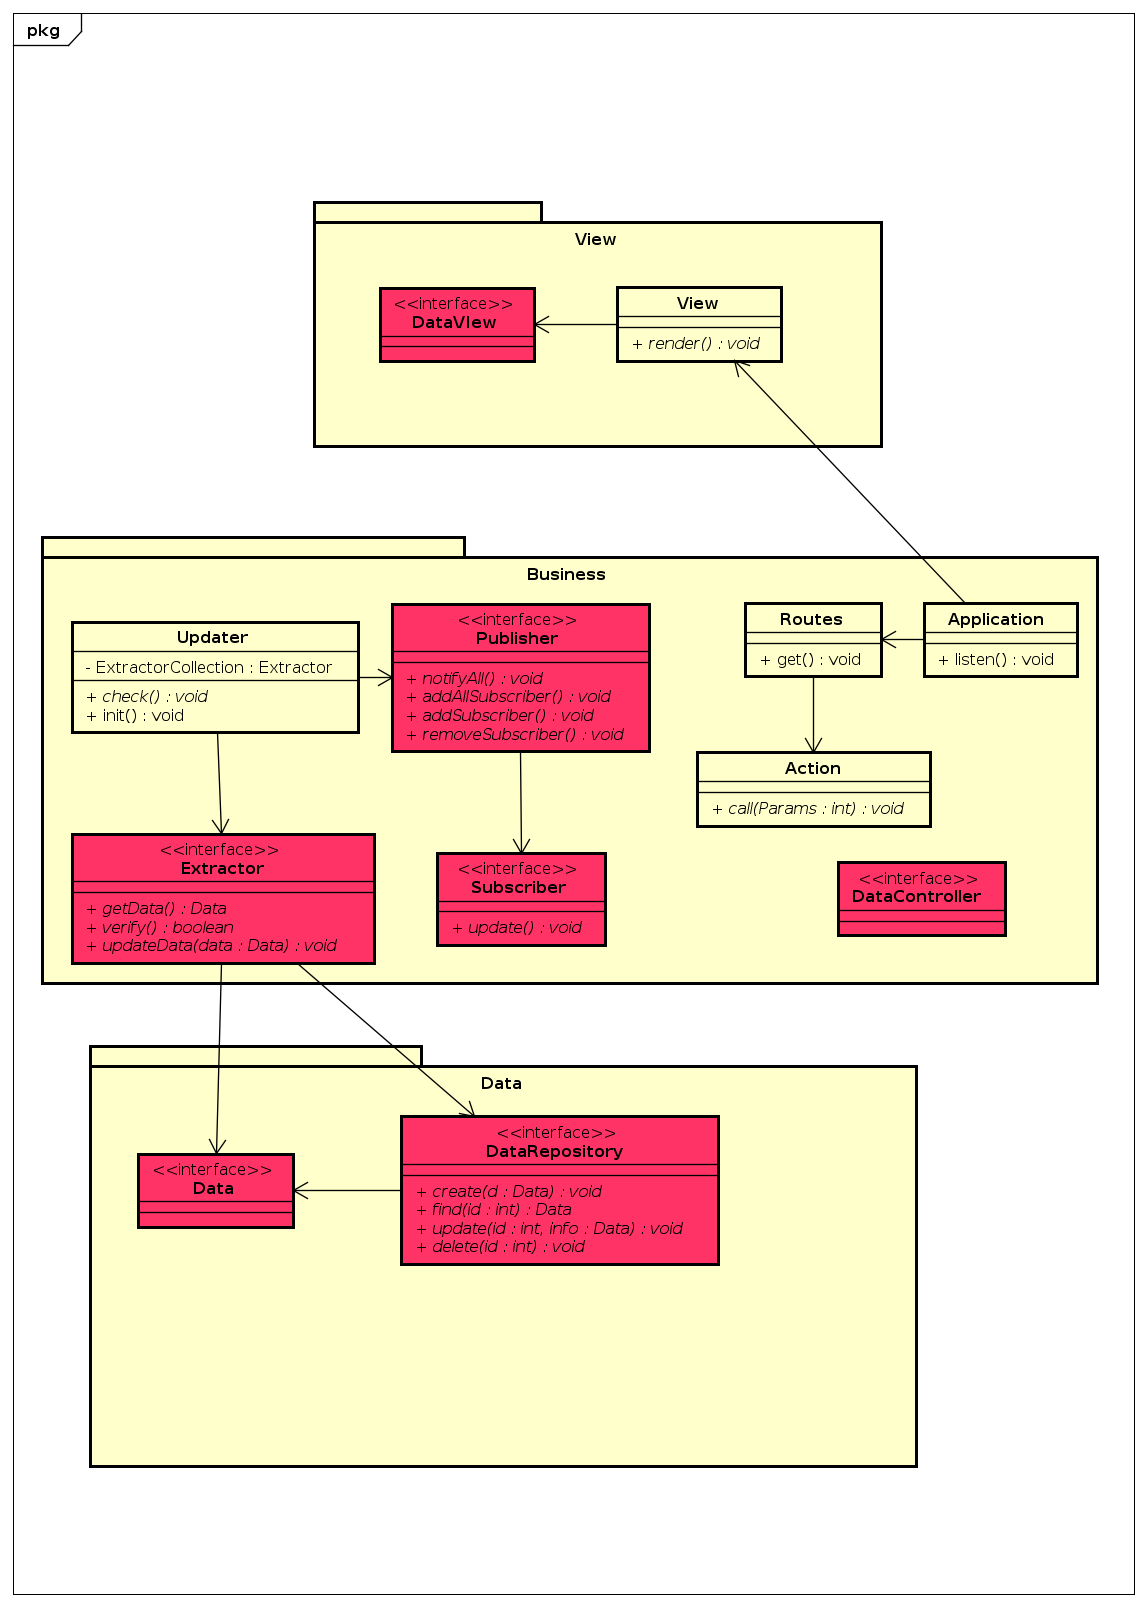 pkg
View
<<interface>>
DataVIew
View
+ render() : void
Business
Updater
- ExtractorCollection : Extractor
+ check() : void
+ init() : void
<<interface>>
Publisher
+ notifyAll() : void
+ addAllSubscriber() : void
+ addSubscriber() : void
+ removeSubscriber() : void
Routes
+ get() : void
Application
+ listen() : void
Action
+ call(Params : int) : void
<<interface>>
Extractor
+ getData() : Data
+ verify() : boolean
+ updateData(data : Data) : void
<<interface>>
Subscriber
+ update() : void
<<interface>>
DataController
Data
<<interface>>
Data
<<interface>>
DataRepository
+ create(d : Data) : void
+ find(id : int) : Data
+ update(id : int, info : Data) : void
+ delete(id : int) : void